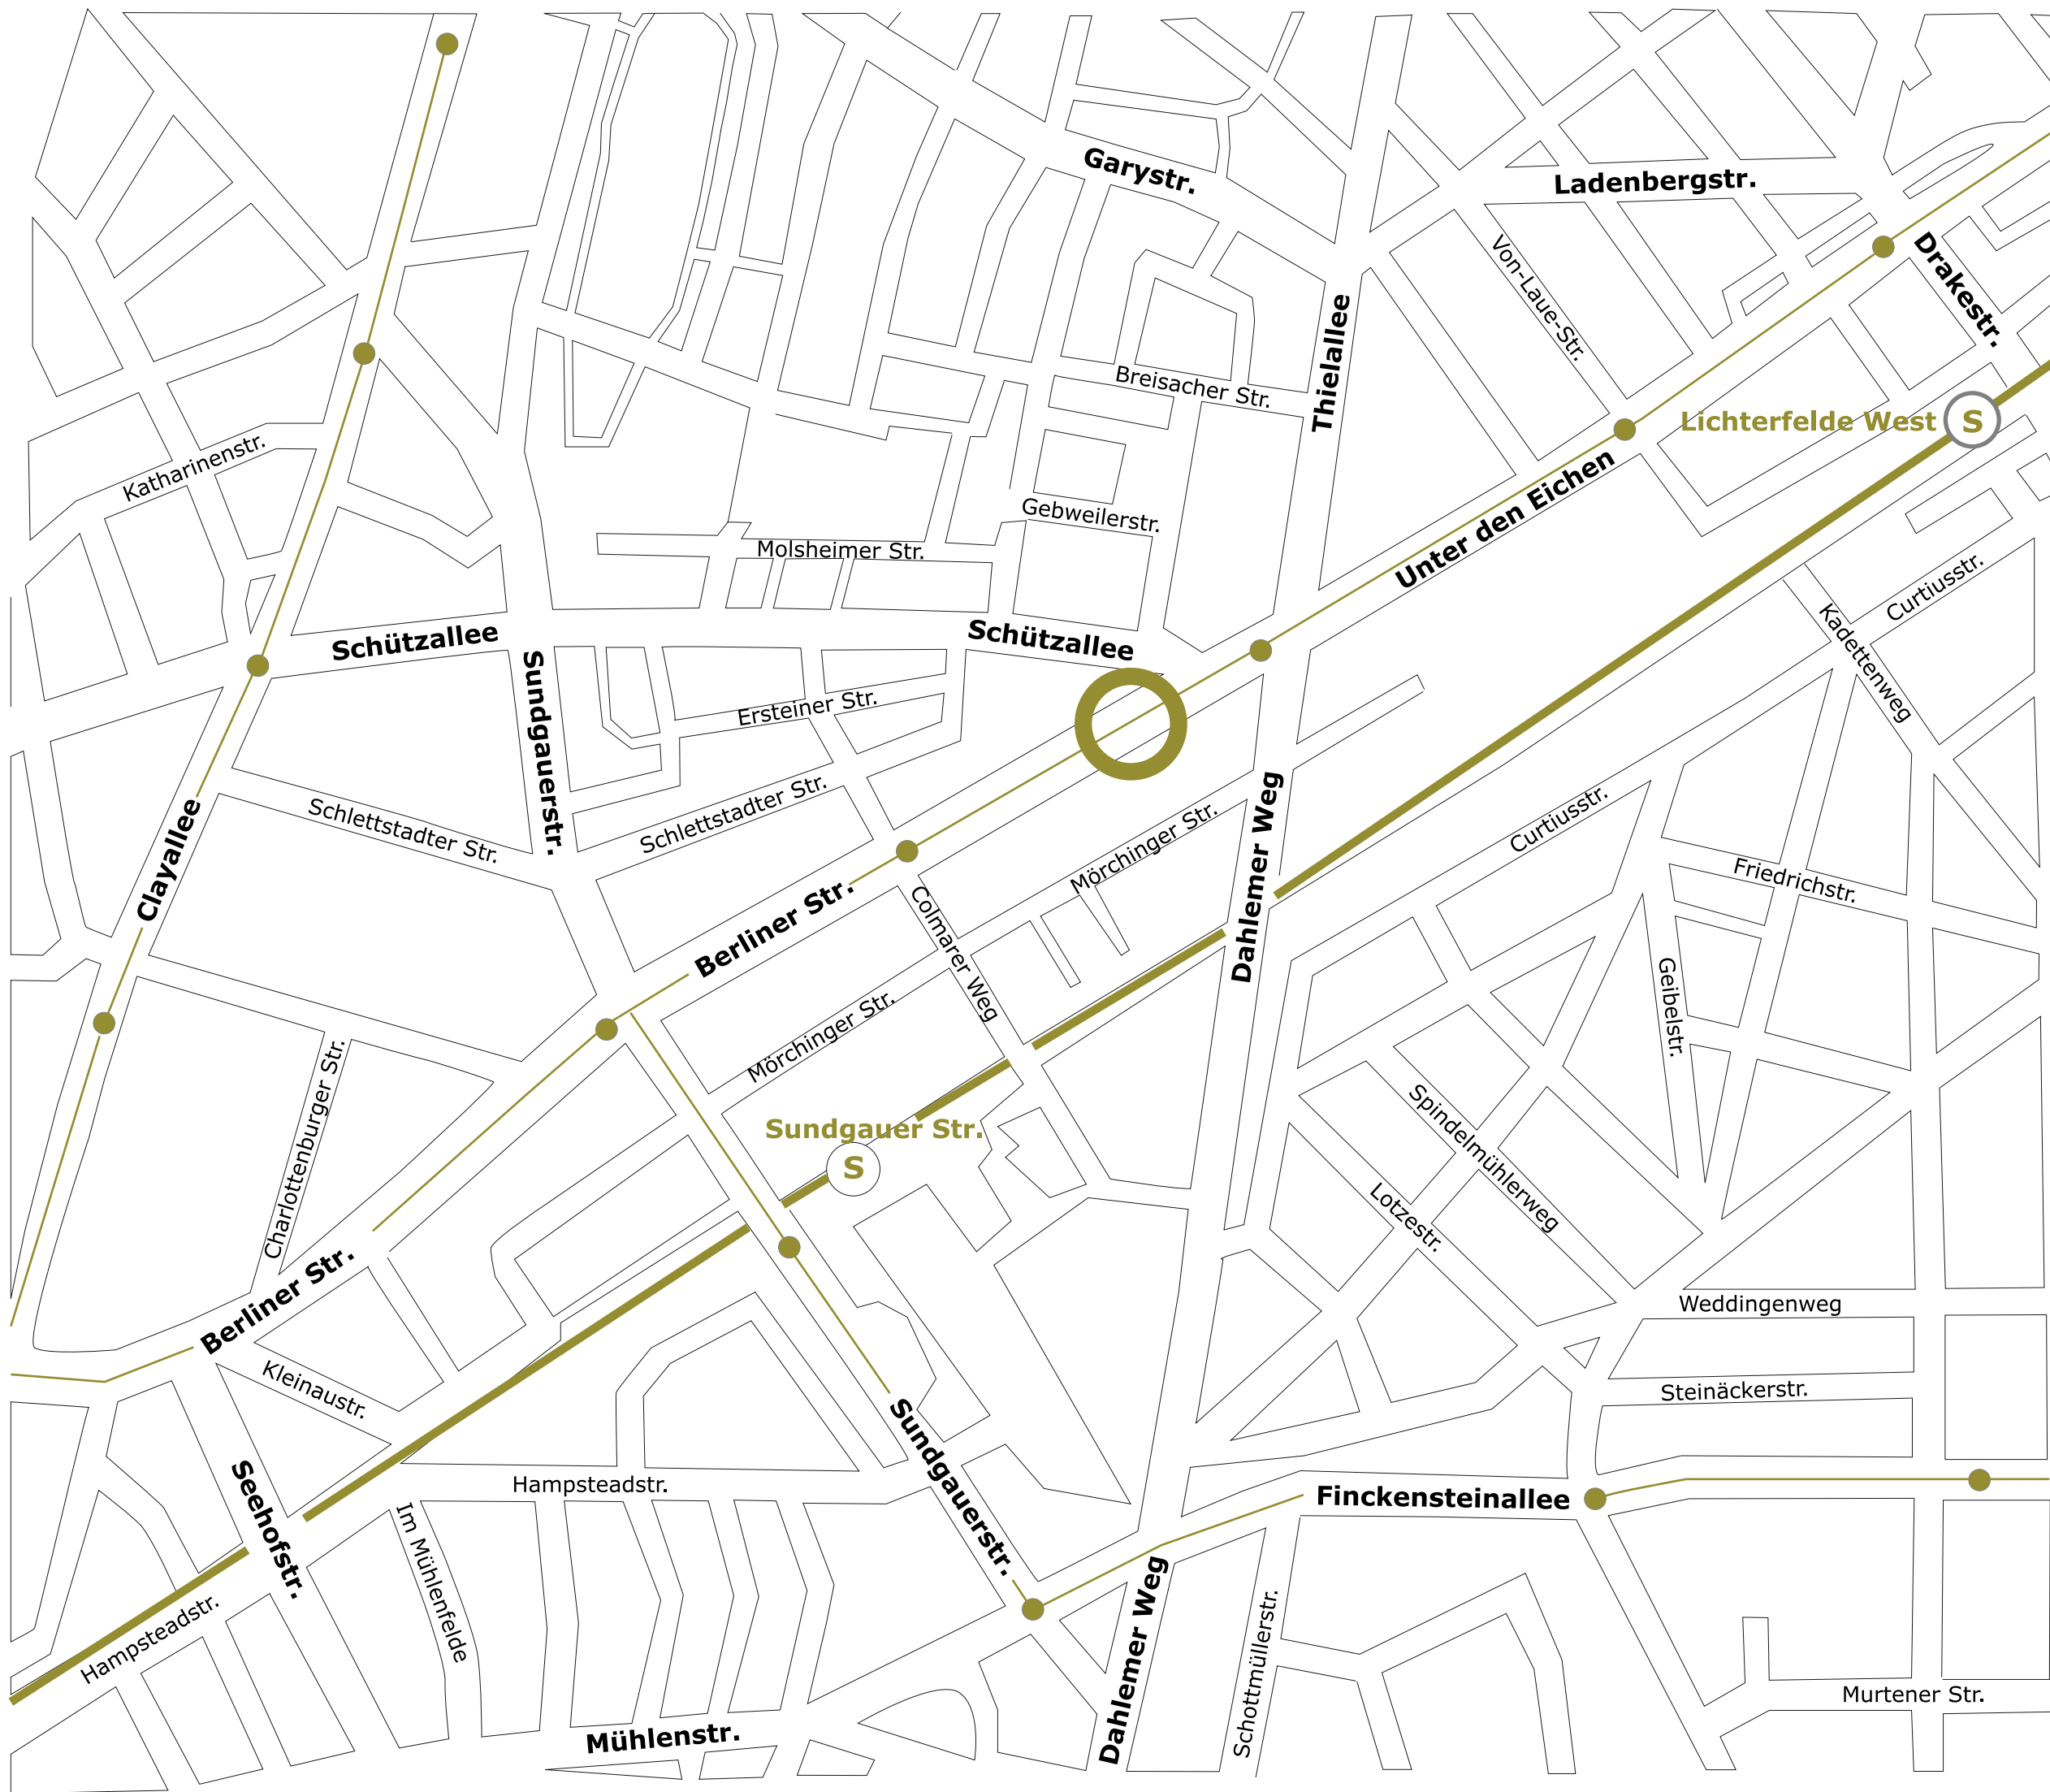 Garystr.
Ladenbergstr.
Von-Laue-Str.
Drakestr.
Thielallee
Breisacher Str.
Lichterfelde West
S
Katharinenstr.
Gebweilerstr.
Unter den Eichen
Molsheimer Str.
Curtiusstr.
Schützallee
Schützallee
Kadettenweg
Sundgauerstr.
Ersteiner Str.
Schlettstadter Str.
Schlettstadter Str.
Clayallee
Mörchinger Str.
Dahlemer Weg
Curtiusstr.
Friedrichstr.
Berliner Str.
Colmarer Weg
Geibelstr.
Mörchinger Str.
Charlottenburger Str.
Sundgauer Str.
S
Spindelmühlerweg
Lotzestr.
Berliner Str.
Weddingenweg
Kleinaustr.
Steinäckerstr.
Sundgauerstr.
Seehofstr.
Hampsteadstr.
Finckensteinallee
Im Mühlenfelde
Hampsteadstr.
Dahlemer Weg
Schottmüllerstr.
Murtener Str.
Mühlenstr.